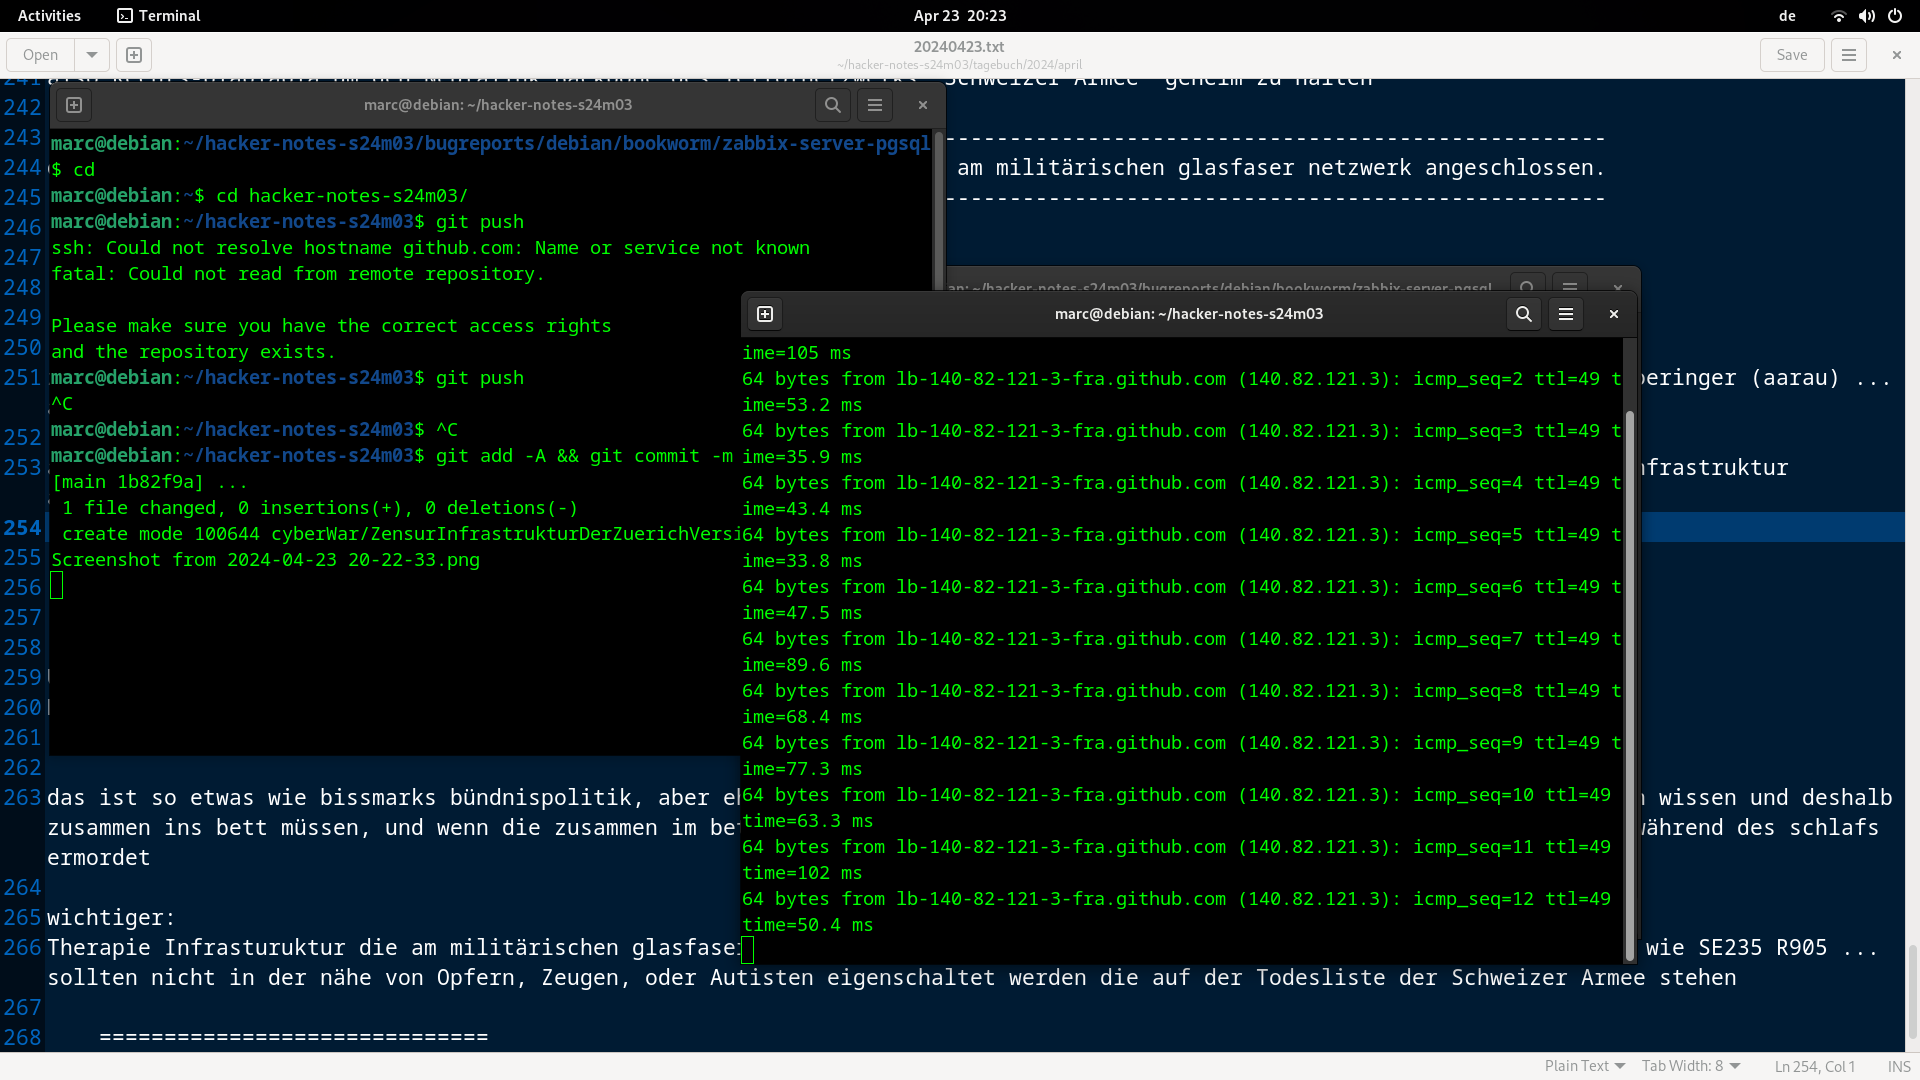 Activities
Terminal
Apr 23 20:23
de
Open
20240423.txt
~/hacker-notes-s24m03/tagebuch/2024/april
Save
241
Schweizer Armee" geheim zu halten
242
243
244
am militärischen glasfaser netzwerk angeschlossen.
245
246
247
248
249
250
251
beringer (aarau) ...
252
253
nfrastruktur
254
255
256
257
258
259
260
261
262
263 das ist so etwas wie bissmarks bündnispolitik, aber
wissen und deshalb
zusammen ins bett müssen, und wenn die zusammen im
während des schlafs
ermordet
264
265 wichtiger:
266 Therapie Infrasturuktur die am militärischen
wie SE235 R905 ...
sollten nicht in der nähe von Opfern, Zeugen, oder Autisten eigenschaltet werden die auf der Todesliste der Schweizer Armee stehen
267
268 ==============================
marc@debian: ~/hacker-notes-s24m03
marc@debian:~/hacker-notes-s24m03/bugreports/debian/bookworm/zabbix-server-pgsql
$ cd
marc@debian:~$ cd hacker-notes-s24m03/
marc@debian:~/hacker-notes-s24m03$ git push
ssh: Could not resolve hostname github.com: Name or service not known
fatal: Could not read from remote repository.
Please make sure you have the correct access rights
and the repository exists.
marc@debian:~/hacker-notes-s24m03$ git push
^C
marc@debian:~/hacker-notes-s24m03$ ^C
marc@debian:~/hacker-notes-s24m03$ git add -A && git commit -m
[main 1b82f9a] ...
1 file changed, 0 insertions(+), 0 deletions(-)
create mode 100644 cyberWar/ZensurInfrastrukturDerZuerichVersi
Screenshot from 2024-04-23 20-22-33.png
an: ~/hacker-notes-s24m03/bugreports/debian/bookworm/zabbix-server-pgsql
marc@debian: ~/hacker-notes-s24m03
ime=105 ms
64 bytes from lb-140-82-121-3-fra.github.com (140.82.121.3): icmp_seq=2 ttl=49 t
ime=53.2 ms
64 bytes from lb-140-82-121-3-fra.github.com (140.82.121.3): icmp_seq=3 ttl=49 t
ime=35.9 ms
64 bytes from lb-140-82-121-3-fra.github.com (140.82.121.3): icmp_seq=4 ttl=49 t
ime=43.4 ms
64 bytes from lb-140-82-121-3-fra.github.com (140.82.121.3): icmp_seq=5 ttl=49 t
ime=33.8 ms
64 bytes from lb-140-82-121-3-fra.github.com (140.82.121.3): icmp_seq=6 ttl=49 t
ime=47.5 ms
64 bytes from lb-140-82-121-3-fra.github.com (140.82.121.3): icmp_seq=7 ttl=49 t
ime=89.6 ms
64 bytes from lb-140-82-121-3-fra.github.com (140.82.121.3): icmp_seq=8 ttl=49 t
ime=68.4 ms
64 bytes from lb-140-82-121-3-fra.github.com (140.82.121.3): icmp_seq=9 ttl=49 t
ime=77.3 ms
64 bytes from lb-140-82-121-3-fra.github.com (140.82.121.3): icmp_seq=10 ttl=49
time=63.3 ms
64 bytes from lb-140-82-121-3-fra.github.com (140.82.121.3): icmp_seq=11 ttl=49
time=102 ms
64 bytes from lb-140-82-121-3-fra.github.com (140.82.121.3): icmp_seq=12 ttl=49
time=50.4 ms
Plain Text
Tab Width: 8
Ln 254, Col 1
INS